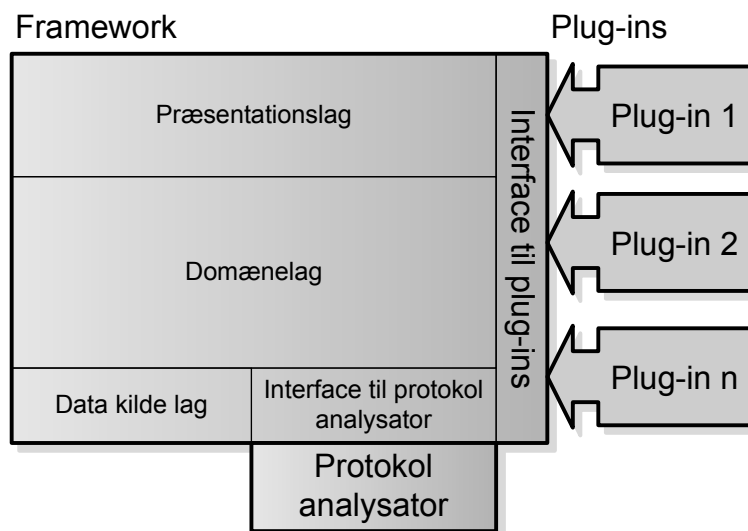 Framework
Plug-ins
Præsentationslag
Domænelag
Data kilde lag
Interface til protokol
analysator
Protokol
analysator
Interface til plug-ins
Plug-in 1
Plug-in 2
Plug-in n